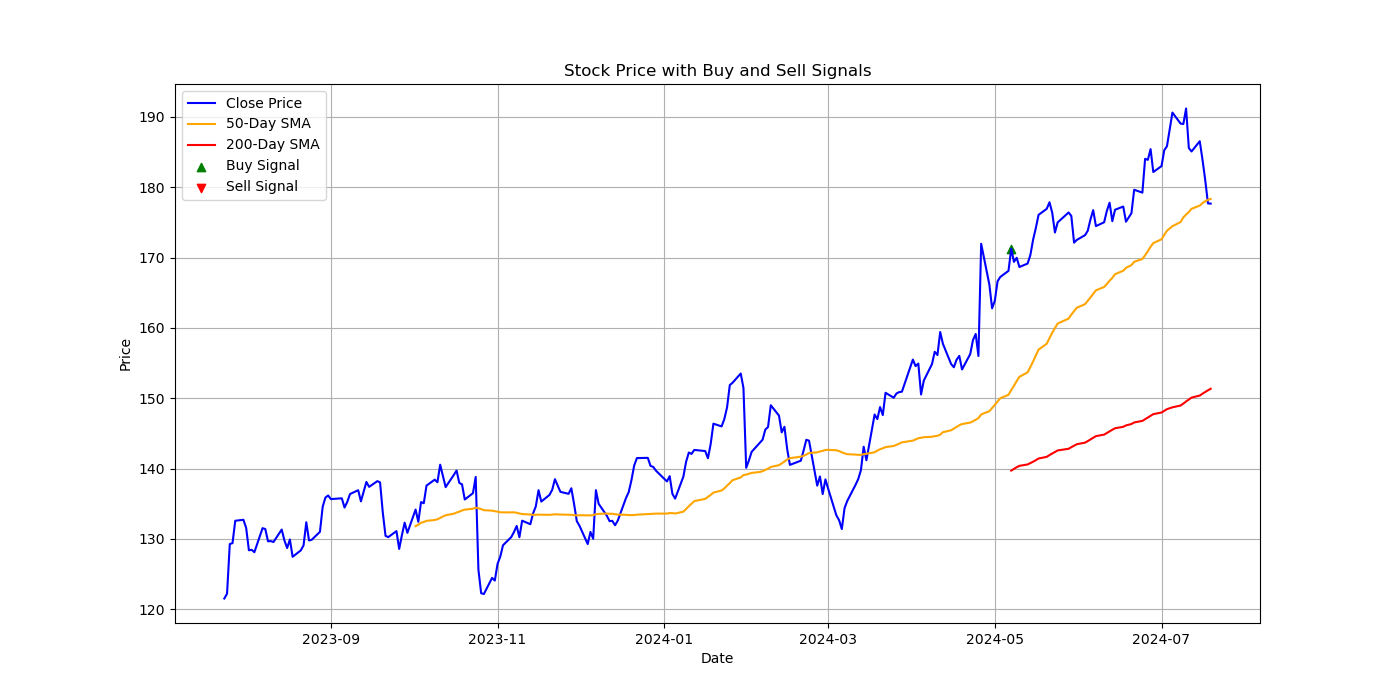 Stock Price with Buy and Sell Signals
Close Price
50-Day SMA
200-Day SMA
Buy Signal
Sell Signal
190
180
170
160
150
140
130
120
Price
2023-09 2023-11 2024-01 2024-03 2024-05 2024-07
Date